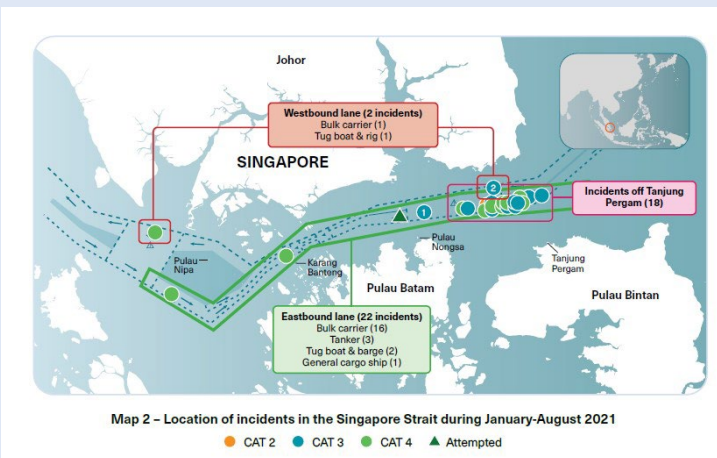 Johor
Westbound lane (2 incidents)
Bulk carrier (1)
Tug boat & rig (1)
SINGAPORE
2
1
Incidents off Tanjung
Pergam (18)
Pulau
Nongsa
Pulau
Nipa
Karang
Banteng
Tanjung
Pergam
Pulau Batam
Pulau Bintan
Eastbound lane (22 incidents)
Bulk carrier (16)
Tanker (3)
Tug boat & barge (2)
General cargo ship (1)
Map 2 – Location of incidents in the Singapore Strait during January-August 2021
CAT 2 CAT 3 CAT 4 Attempted